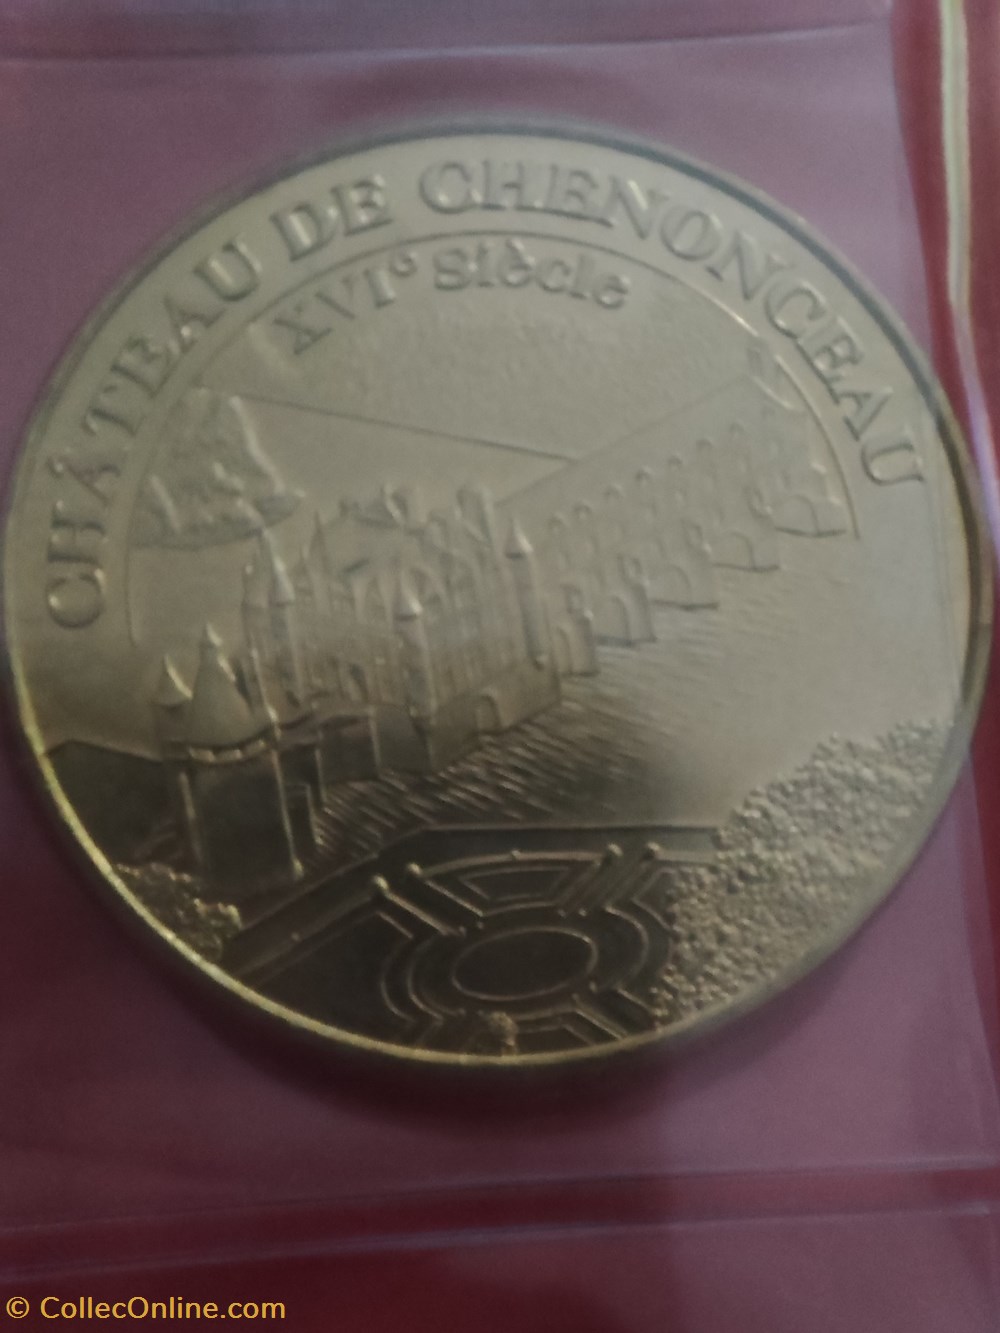 CHÂTEAU DE CHENONCEAU
XVIᵉ Siècle
© CollecOnline.com